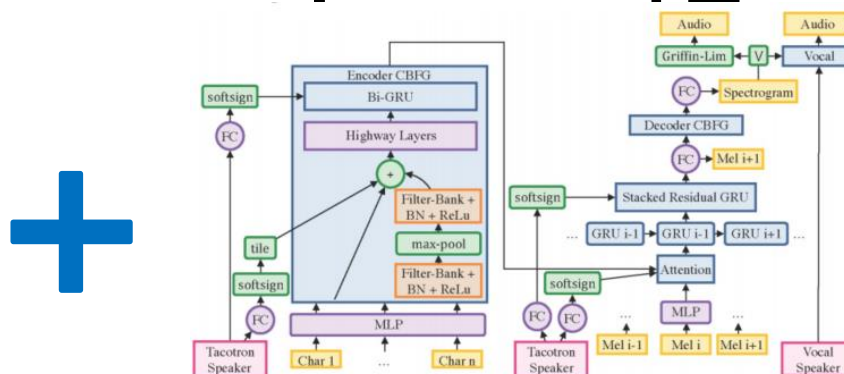 Audio
Audio
Griffin-Lim
V
Vocal
FC
Spectrogram
Encoder CBFG
softsign
Bi-GRU
Decoder CBFG
FC
Highway Layers
FC
Mel i+1
+
softsign
Stacked Residual GRU
Filter-Bank +
BN + ReLu
... GRU i-1
GRU i-1
GRU i+1 ...
tile
max-pool
Attention
softsign
Filter-Bank +
BN + ReLu
softsign
FC
MLP
FC
FC
MLP
...
...
Char 1
...
Char n
Mel i-1
Mel i
Mel i+1
Tacotron
Speaker
Tacotron
Speaker
Vocal
Speaker